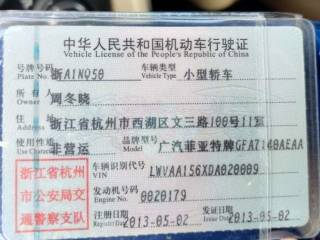 中华人民共和国机动车行驶证
Vehicle License of the People's Republic of China
号牌号码 浙A1NQ50 车辆类型 小型轿车
Plate No. Vehicle Type
所有人 周冬晓
Owner
住址 浙江省杭州市西湖区文三路100号11室
Address
使用性质 非营运 品牌型号 广汽菲亚特牌GFA7140AEAA
Use Character Model
浙江省杭州市公安局交通警察支队
车辆识别代号 LWVAA156XDA020009
VIN
发动机号码 0020179
Engine No.
注册日期 2013-05-02 发证日期 2013-05-02
Register Date Issue Date